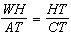 WH/AT = HT/CT